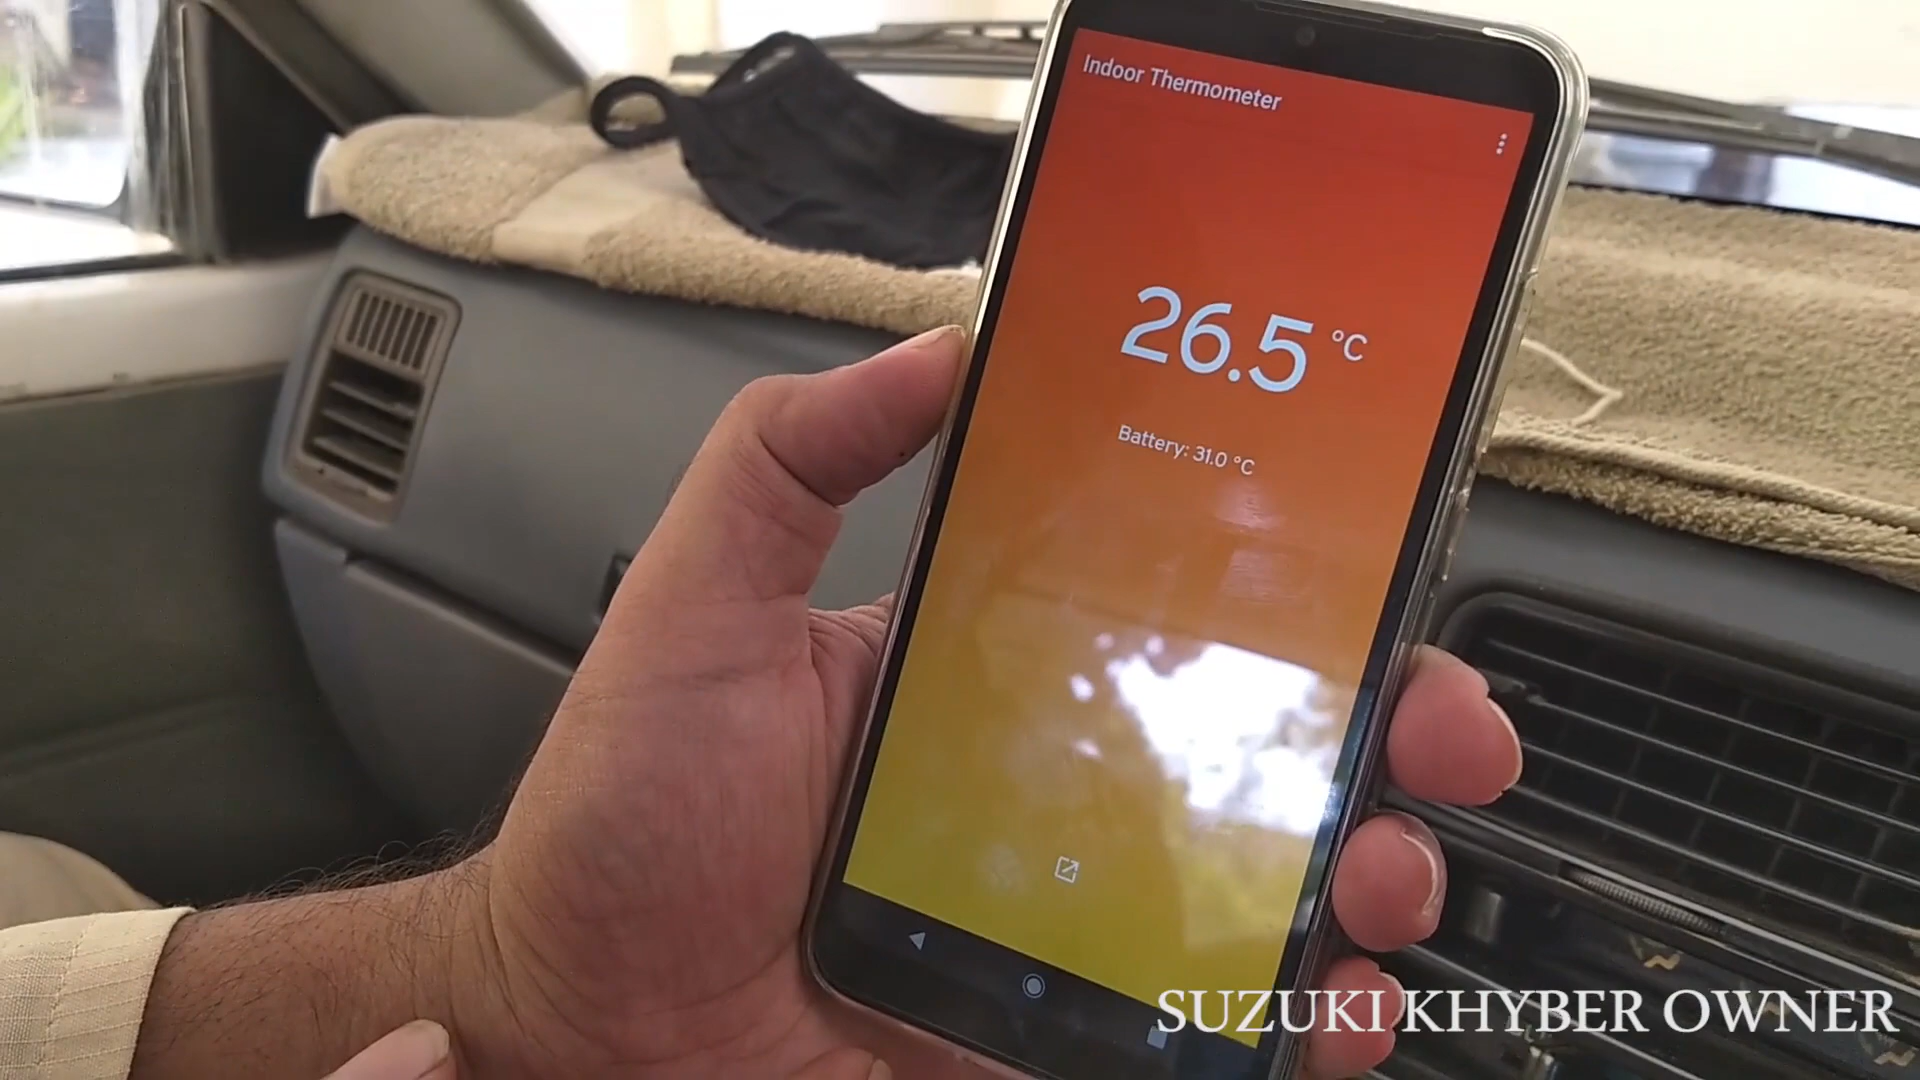 Indoor Thermometer
26.5 °C
Battery: 31.0 °C
SUZUKI KHYBER OWNER